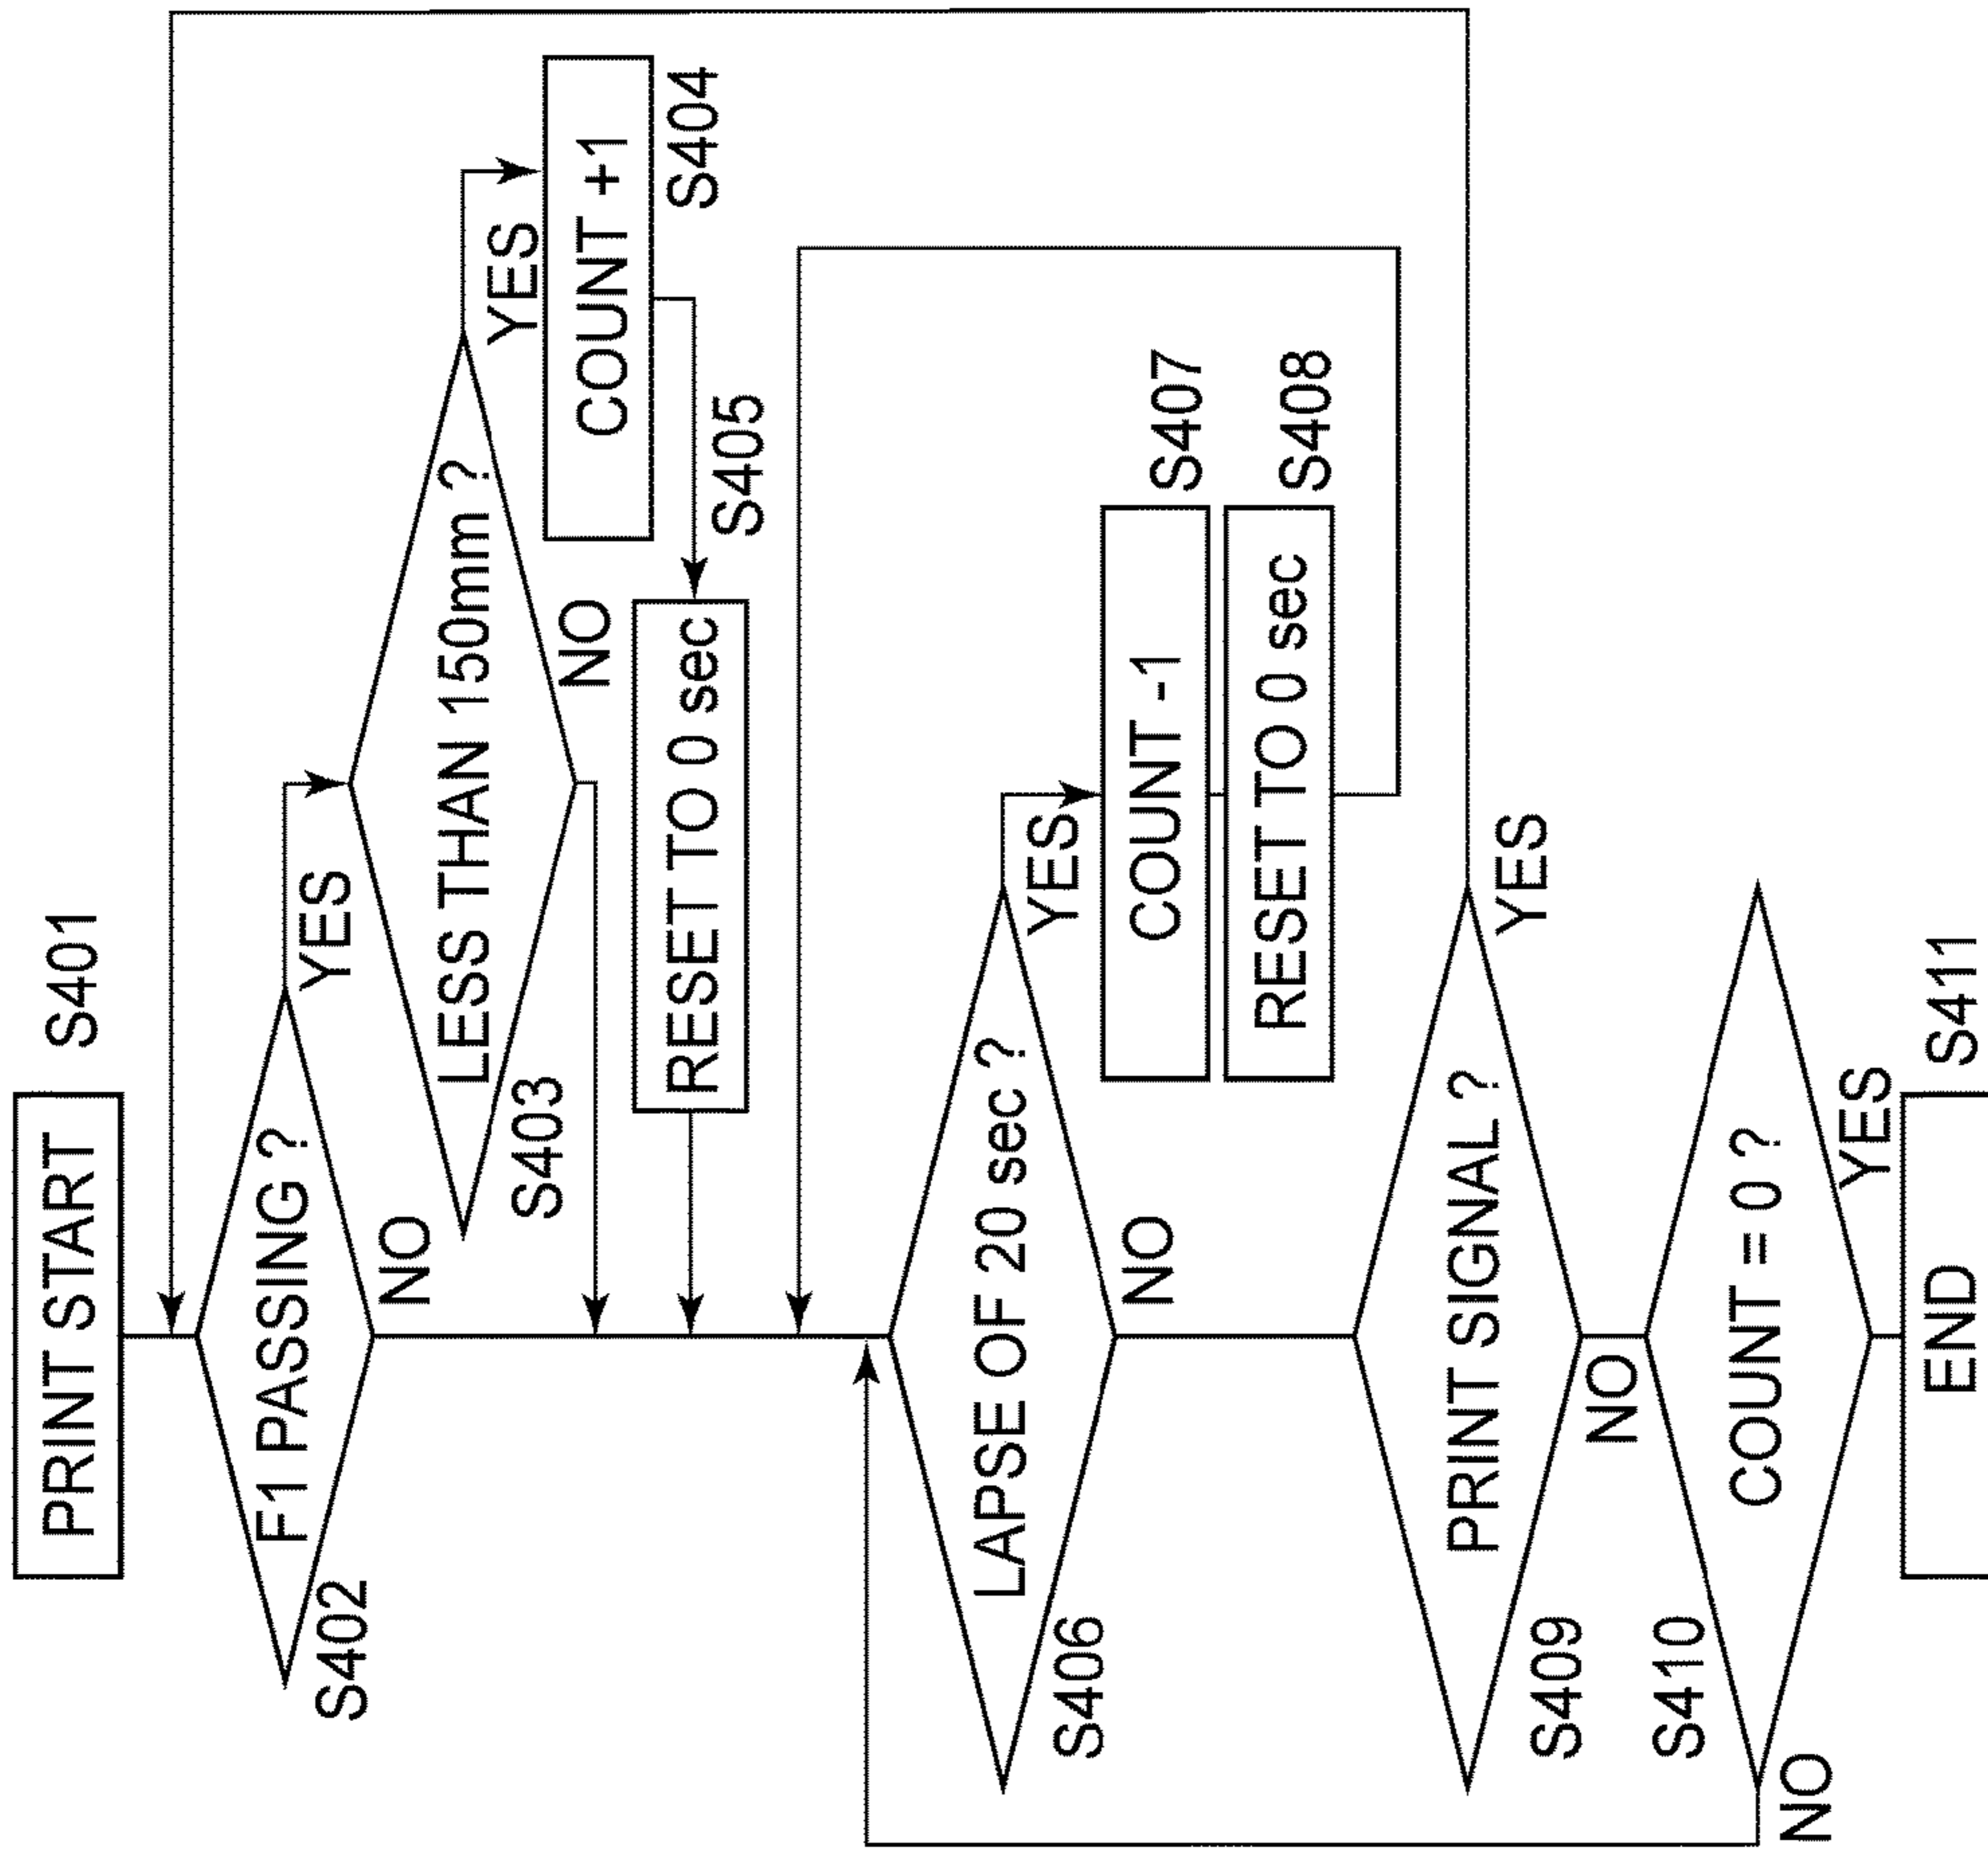 PRINT START
S401
F1 PASSING ?
S402
YES
NO
LESS THAN 150mm ?
S403
YES
NO
COUNT +1
S404
RESET TO 0 sec
S405
LAPSE OF 20 sec ?
S406
YES
NO
COUNT -1
S407
RESET TO 0 sec
S408
PRINT SIGNAL ?
S409
YES
NO
COUNT = 0 ?
S410
NO
YES
END
S411